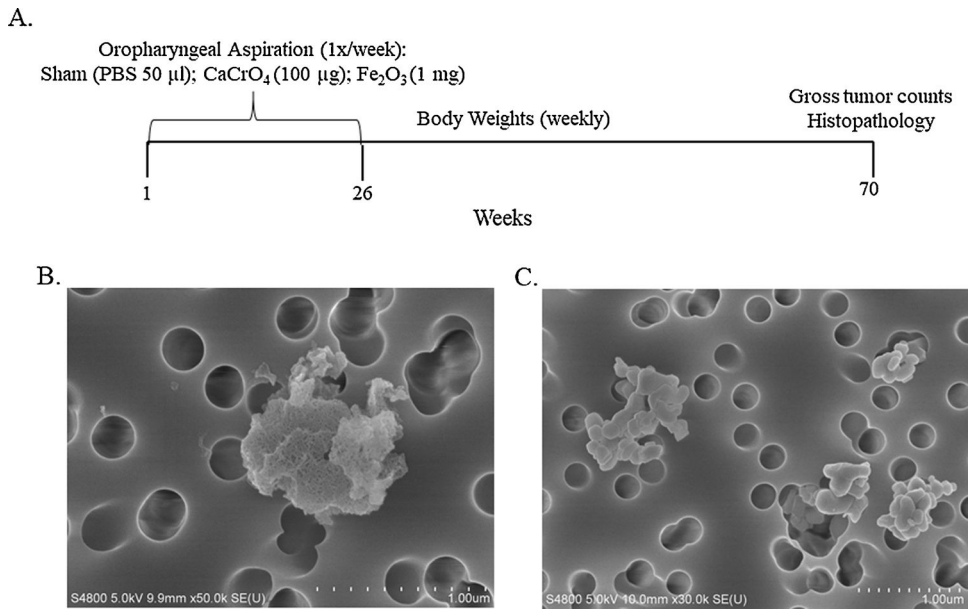 A.
Oropharyngeal Aspiration (1x/week):
Sham (PBS 50 µl); CaCrO₄ (100 µg); Fe₂O₃ (1 mg)
Body Weights (weekly)
Gross tumor counts
Histopathology
1
26
70
Weeks
B.
C.
S4800 5.0kV 9.9mm x50.0k SE(U)
1.00um
S4800 5.0kV 10.0mm x30.0k SE(U)
1.00um